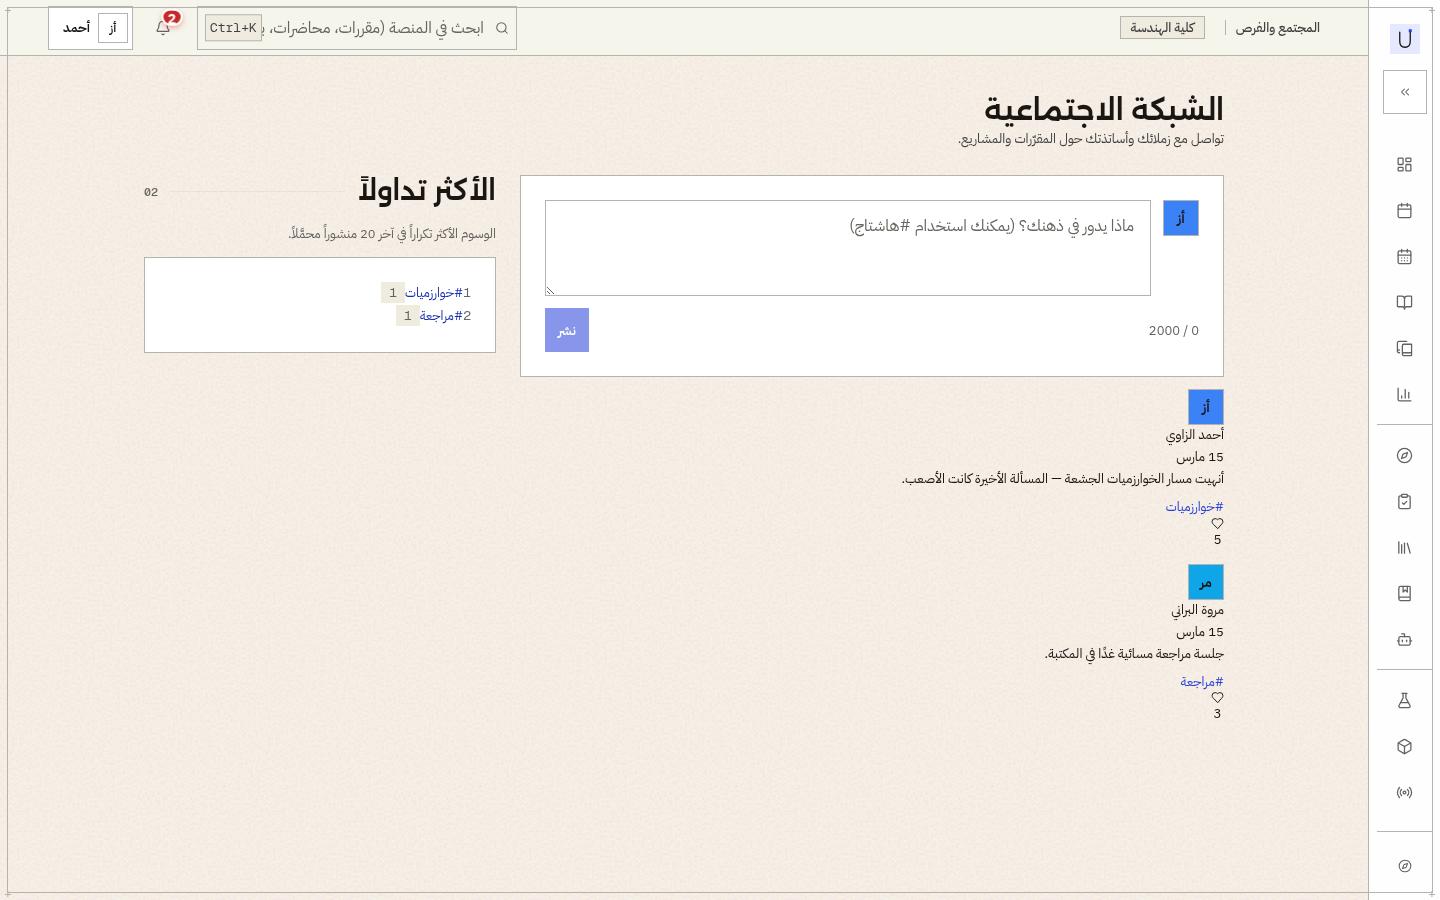 المجتمع والفرص
كلية الهندسة
ابحث في المنصة (مقررات، محاضرات، ب
Ctrl+K
2
أز
أحمد
الشبكة الاجتماعية
تواصل مع زملائك وأساتذتك حول المقرّرات والمشاريع.
أز
ماذا يدور في ذهنك؟ (يمكنك استخدام #هاشتاج)
0 / 2000
نشر
أز
أحمد الزاوي
15 مارس
أنهيت مسار الخوارزميات الجشعة — المسألة الأخيرة كانت الأصعب.
#خوارزميات
5
مر
مروة البراني
15 مارس
جلسة مراجعة مسائية غدًا في المكتبة.
#مراجعة
3
الأكثر تداولاً
02
الوسوم الأكثر تكراراً في آخر 20 منشوراً محمَّلاً.
1 #خوارزميات 1
2 #مراجعة 1